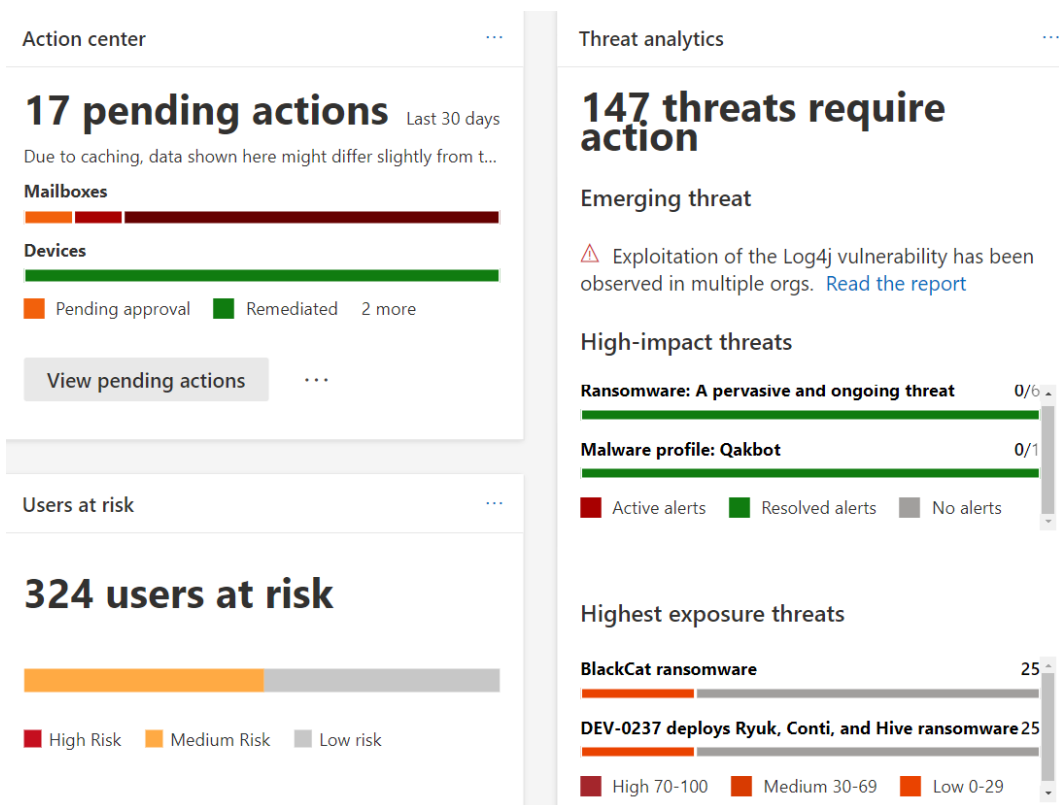 Action center
17 pending actions Last 30 days
Due to caching, data shown here might differ slightly from t...
Mailboxes
Devices
Pending approval Remediated 2 more
View pending actions
Users at risk
324 users at risk
High Risk Medium Risk Low risk
Threat analytics
147 threats require
action
Emerging threat
Exploitation of the Log4j vulnerability has been
observed in multiple orgs. Read the report
High-impact threats
Ransomware: A pervasive and ongoing threat 0/6
Malware profile: Qakbot 0/1
Active alerts Resolved alerts No alerts
Highest exposure threats
BlackCat ransomware 25
DEV-0237 deploys Ryuk, Conti, and Hive ransomware 25
High 70-100 Medium 30-69 Low 0-29